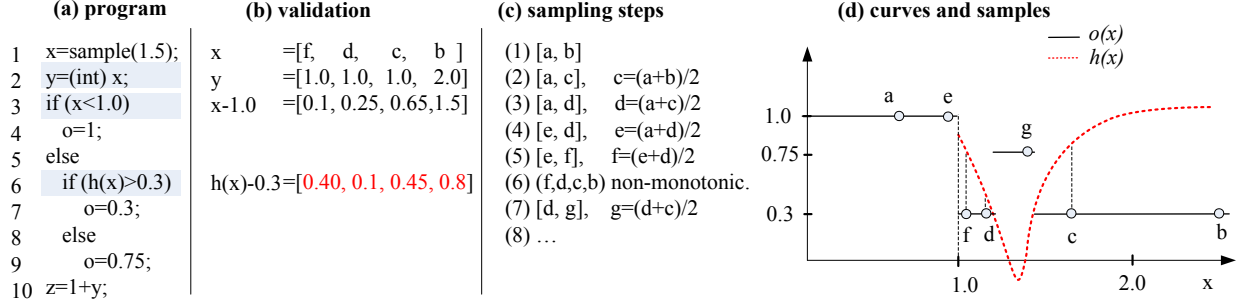 (a) program
1 x=sample(1.5);
2 y=(int) x;
3 if (x<1.0)
4 o=1;
5 else
6 if (h(x)>0.3)
7 o=0.3;
8 else
9 o=0.75;
10 z=1+y;
(b) validation
x =[f, d, c, b ]
y =[1.0, 1.0, 1.0, 2.0]
x-1.0 =[0.1, 0.25, 0.65,1.5]
h(x)-0.3=[0.40, 0.1, 0.45, 0.8]
(c) sampling steps
(1) [a, b]
(2) [a, c], c=(a+b)/2
(3) [a, d], d=(a+c)/2
(4) [e, d], e=(a+d)/2
(5) [e, f], f=(e+d)/2
(6) (f,d,c,b) non-monotonic.
(7) [d, g], g=(d+c)/2
(8) ...
(d) curves and samples
o(x)
h(x)
a e
1.0
g
0.75
0.3
f d c b
1.0 2.0 x